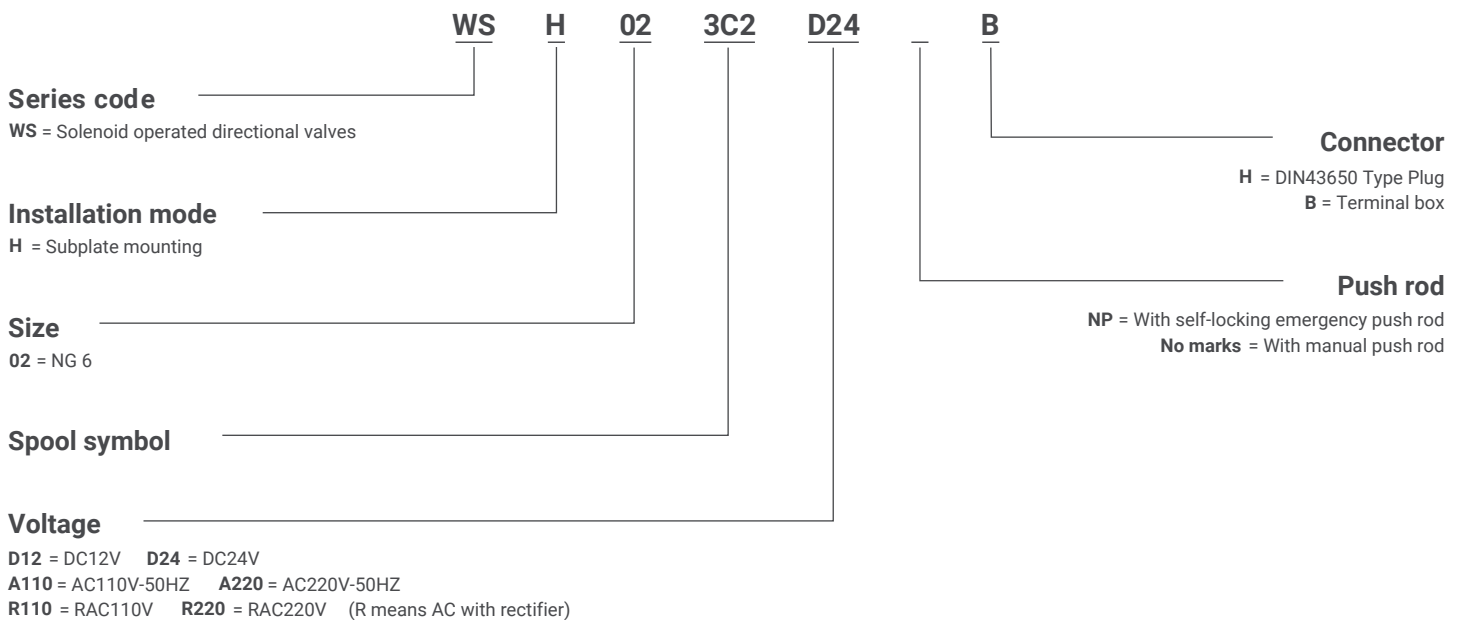 WS H 02 3C2 D24 _ B
Series code
WS = Solenoid operated directional valves
Connector
H = DIN43650 Type Plug
B = Terminal box
Installation mode
H = Subplate mounting
Push rod
NP = With self-locking emergency push rod
No marks = With manual push rod
Size
02 = NG 6
Spool symbol
Voltage
D12 = DC12V D24 = DC24V
A110 = AC110V-50HZ A220 = AC220V-50HZ
R110 = RAC110V R220 = RAC220V (R means AC with rectifier)